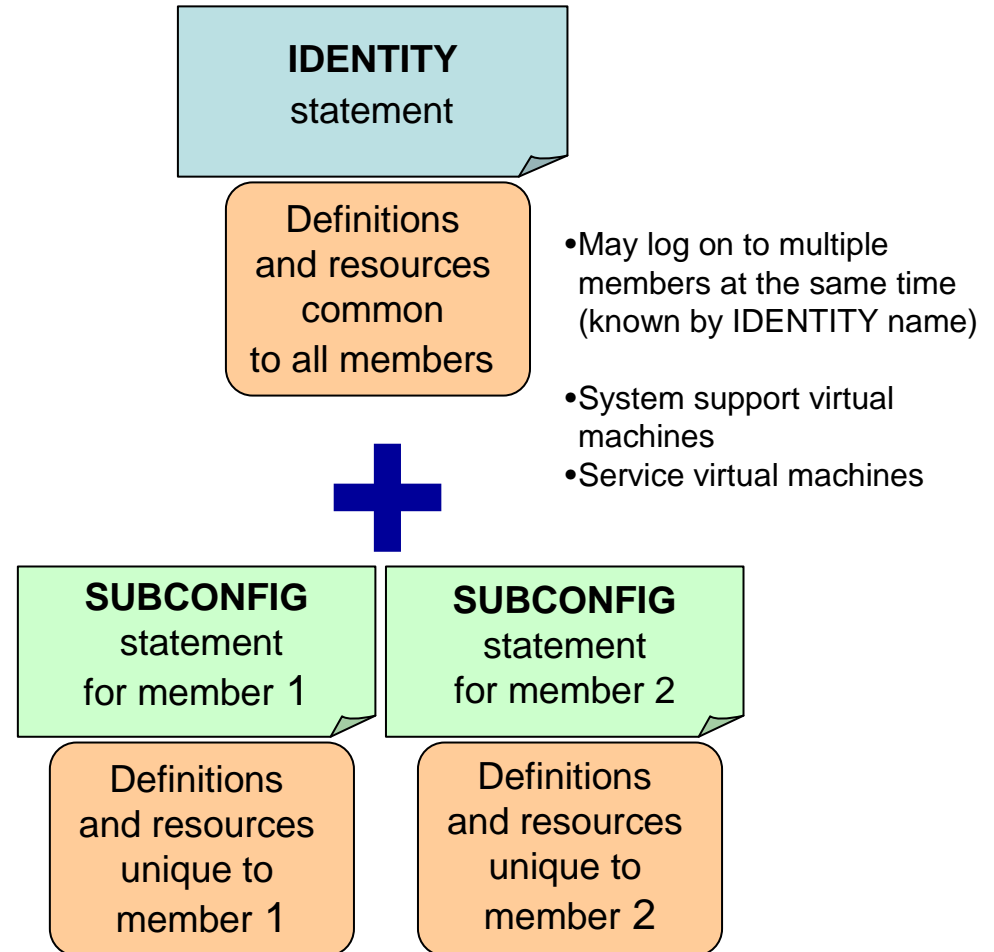 IDENTITY
statement
Definitions
and resources
common
to all members
•May log on to multiple
members at the same time
(known by IDENTITY name)
•System support virtual
machines
•Service virtual machines
SUBCONFIG
statement
for member 1
SUBCONFIG
statement
for member 2
Definitions
and resources
unique to
member 1
Definitions
and resources
unique to
member 2